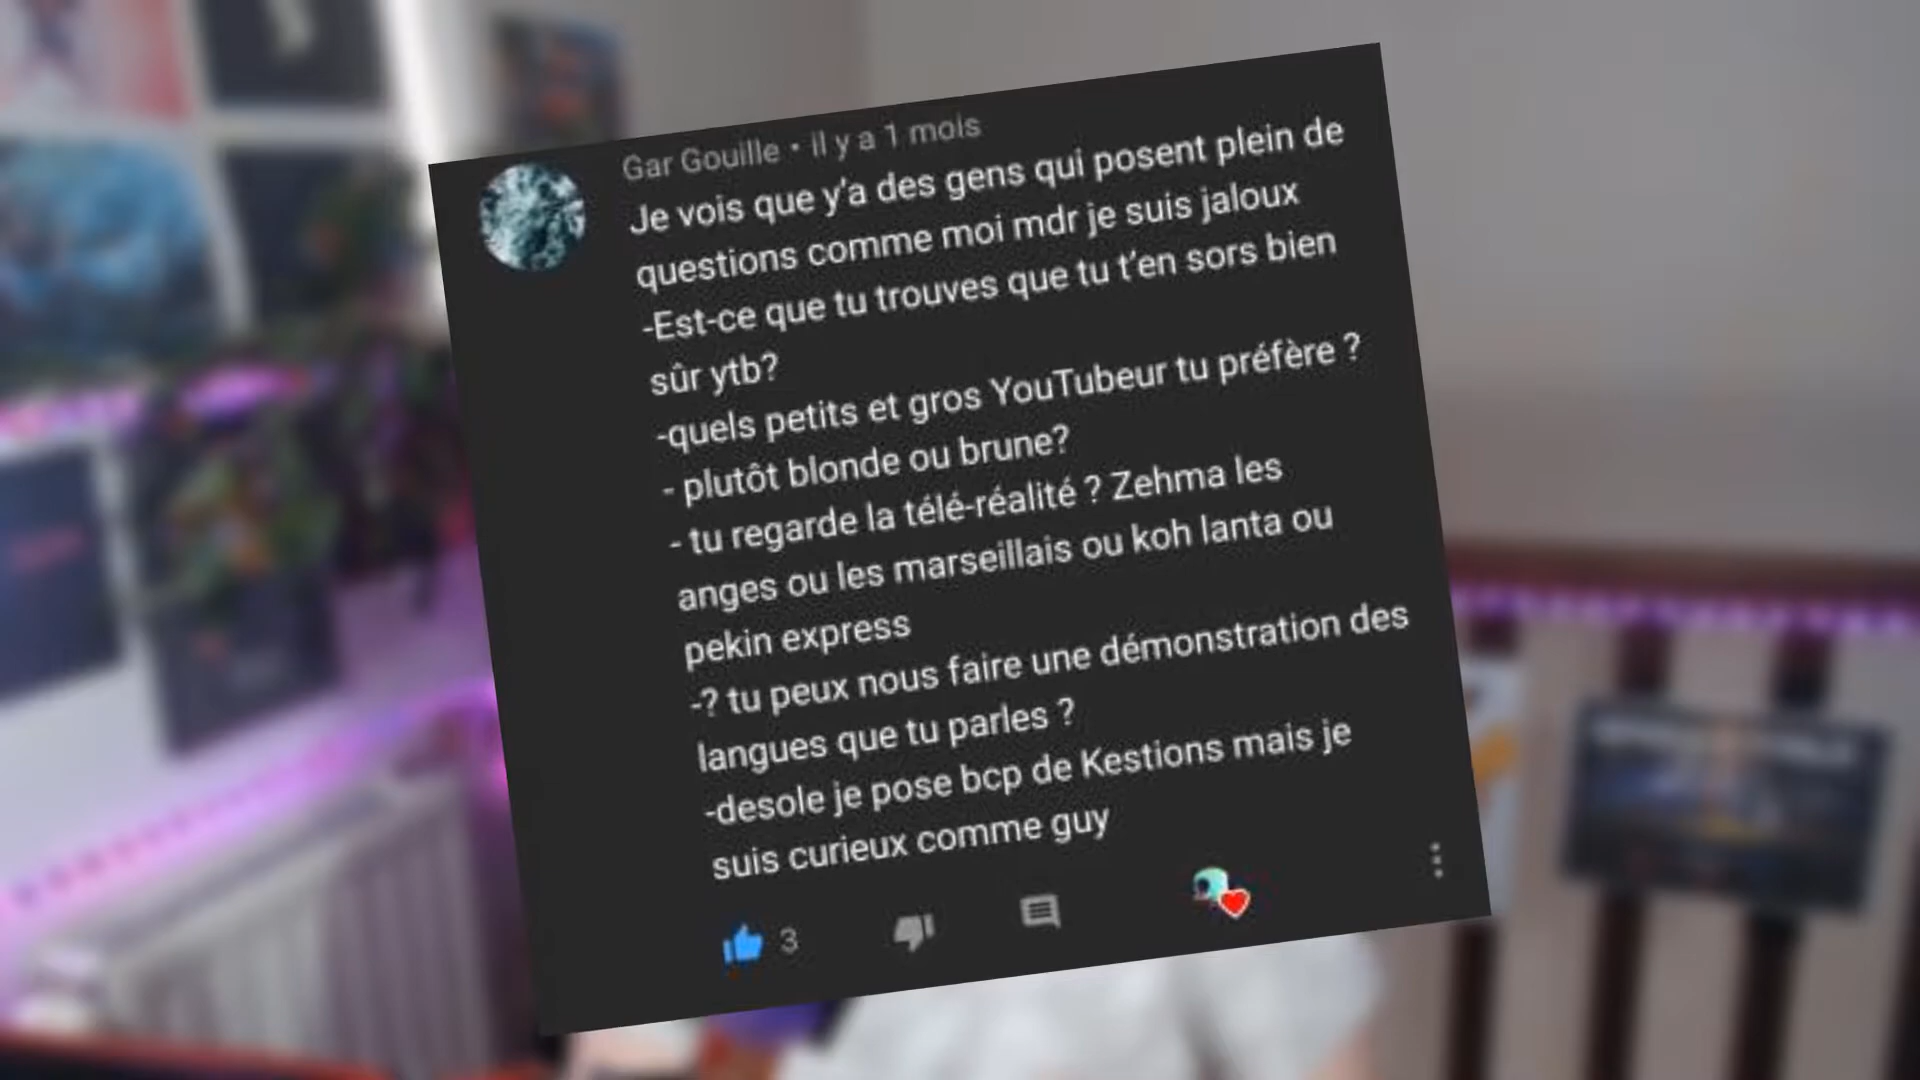 Gar Gouille • il y a 1 mois
Je vois que y'a des gens qui posent plein de
questions comme moi mdr je suis jaloux
-Est-ce que tu trouves que tu t'en sors bien
sûr ytb?
-quels petits et gros YouTubeur tu préfère ?
- plutôt blonde ou brune?
- tu regarde la télé-réalité ? Zehma les
anges ou les marseillais ou koh lanta ou
pekin express
-? tu peux nous faire une démonstration des
langues que tu parles ?
-desole je pose bcp de Kestions mais je
suis curieux comme guy
3